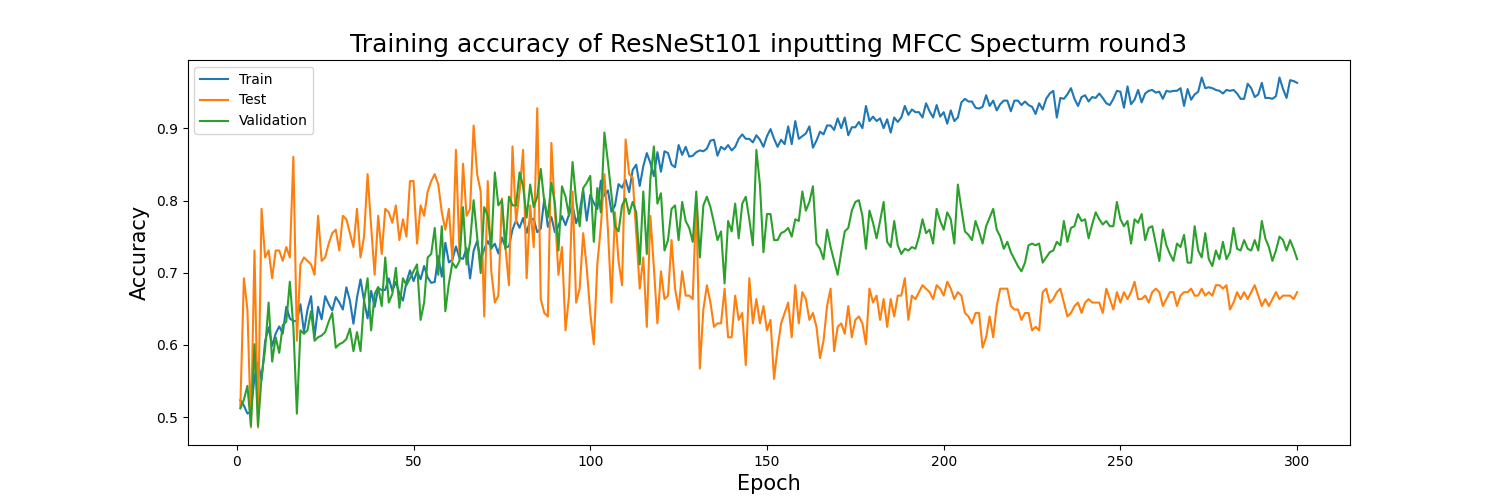 Training accuracy of ResNeSt101 inputting MFCC Specturm round3
Train
Test
Validation
Accuracy
0.9
0.8
0.7
0.6
0.5
0 50 100 150 200 250 300
Epoch